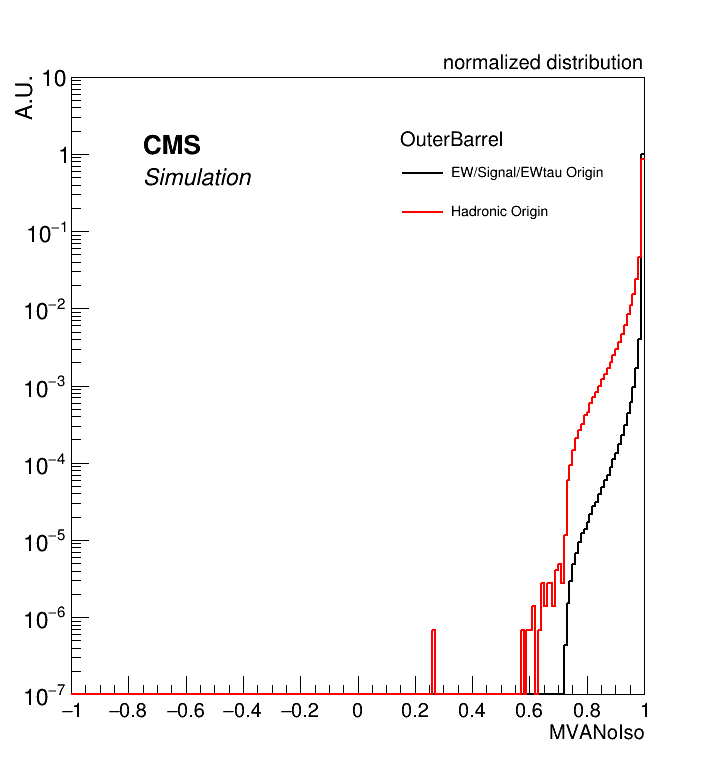 normalized distribution
A.U.
CMS
Simulation
OuterBarrel
EW/Signal/EWtau Origin
Hadronic Origin
10
1
10⁻¹
10⁻²
10⁻³
10⁻⁴
10⁻⁵
10⁻⁶
10⁻⁷
−1 −0.8 −0.6 −0.4 −0.2 0 0.2 0.4 0.6 0.8 1
MVANoIso